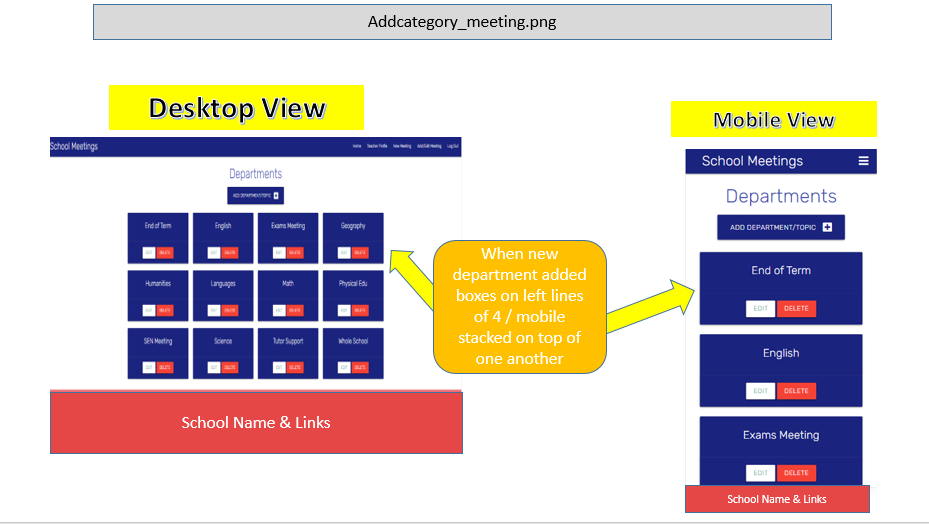 Addcategory_meeting.png
Desktop View
School Meetings
Home Teacher Profile New Meeting Add/Edit Meeting Log Out
Departments
ADD DEPARTMENT/TOPIC
End of Term English Exams Meeting Geography
EDIT DELETE EDIT DELETE EDIT DELETE EDIT DELETE
Humanities Languages Math Physical Edu
EDIT DELETE EDIT DELETE EDIT DELETE EDIT DELETE
SEN Meeting Science Tutor Support Whole School
EDIT DELETE EDIT DELETE EDIT DELETE EDIT DELETE
School Name & Links
When new
department added
boxes on left lines
of 4 / mobile
stacked on top of
one another
Mobile View
School Meetings
Departments
ADD DEPARTMENT/TOPIC
End of Term
EDIT DELETE
English
EDIT DELETE
Exams Meeting
EDIT DELETE
School Name & Links